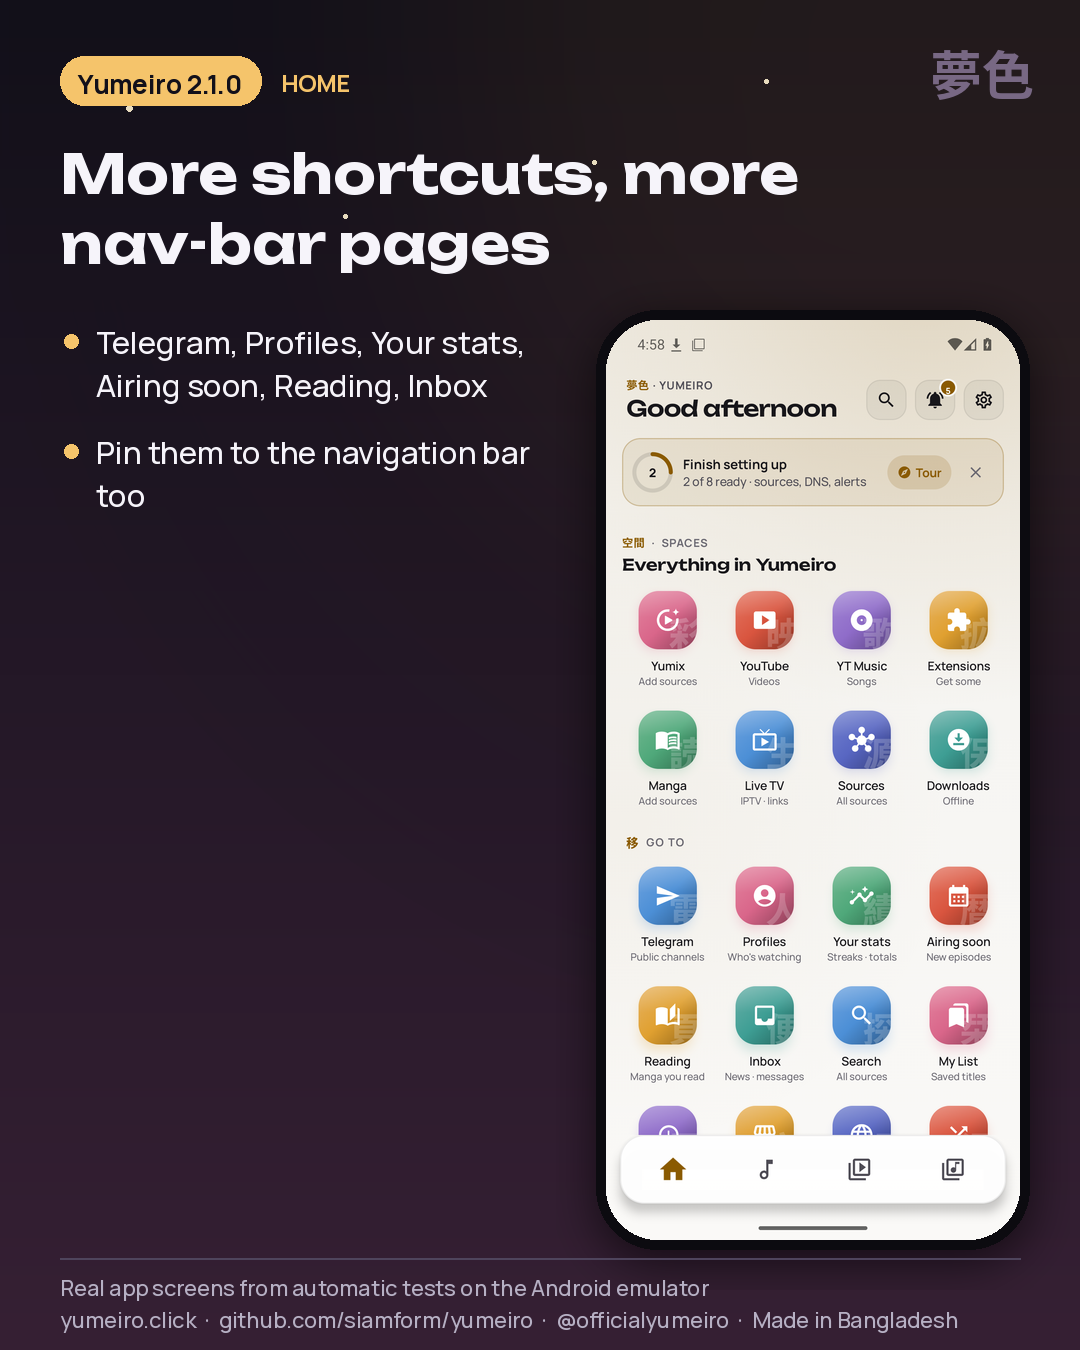 Yumeiro 2.1.0
HOME
夢色
More shortcuts, more
nav-bar pages
Telegram, Profiles, Your stats,
Airing soon, Reading, Inbox
Pin them to the navigation bar
too
4:58
夢色 · YUMEIRO
Good afternoon
5
2
Finish setting up
2 of 8 ready · sources, DNS, alerts
Tour
空間 · SPACES
Everything in Yumeiro
Yumix
Add sources
YouTube
Videos
YT Music
Songs
Extensions
Get some
Manga
Add sources
Live TV
IPTV · links
Sources
All sources
Downloads
Offline
移 GO TO
Telegram
Public channels
Profiles
Who's watching
Your stats
Streaks · totals
Airing soon
New episodes
Reading
Manga you read
Inbox
News · messages
Search
All sources
My List
Saved titles
Real app screens from automatic tests on the Android emulator
yumeiro.click · github.com/siamform/yumeiro · @officialyumeiro · Made in Bangladesh